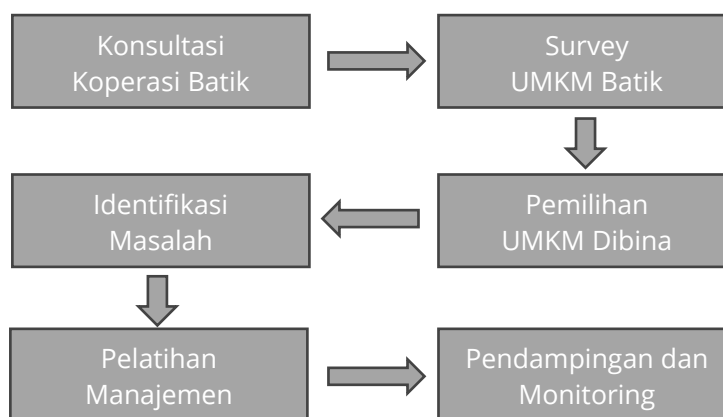 Konsultasi
Koperasi Batik
Survey
UMKM Batik
Pemilihan
UMKM Dibina
Identifikasi
Masalah
Pelatihan
Manajemen
Pendampingan dan
Monitoring